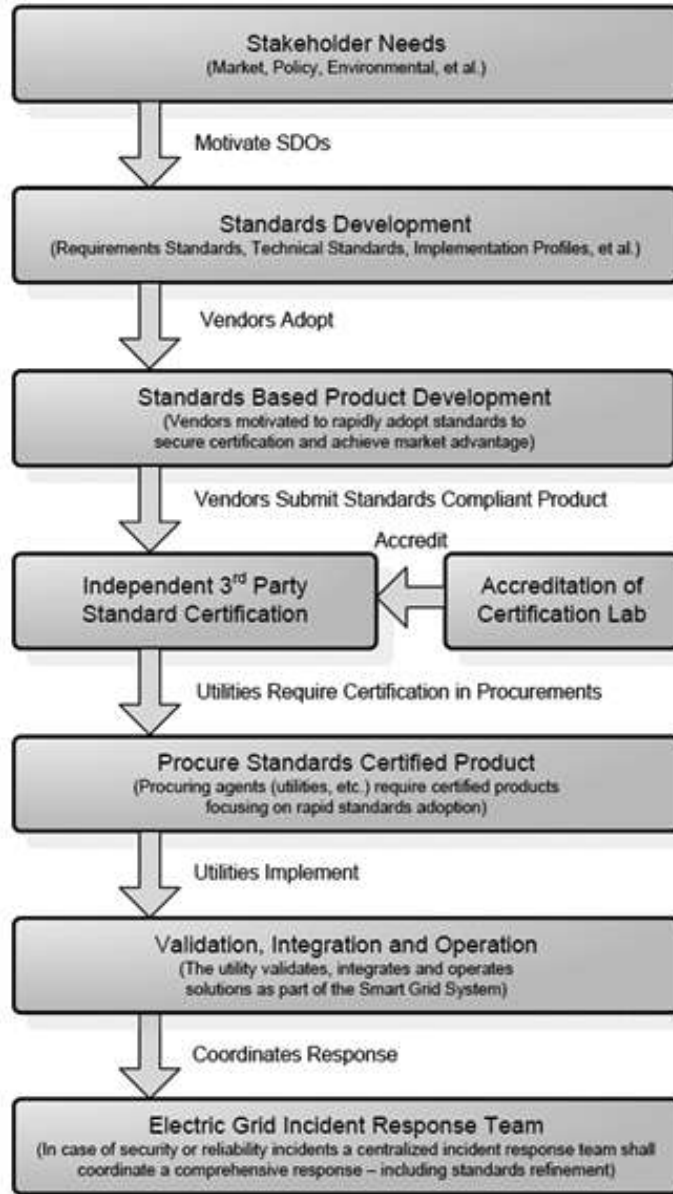 Stakeholder Needs
(Market, Policy, Environmental, et al.)
Motivate SDOs
Standards Development
(Requirements Standards, Technical Standards, Implementation Profiles, et al.)
Vendors Adopt
Standards Based Product Development
(Vendors motivated to rapidly adopt standards to
secure certification and achieve market advantage)
Vendors Submit Standards Compliant Product
Accredit
Independent 3rd Party
Standard Certification
Accreditation of
Certification Lab
Utilities Require Certification in Procurements
Procure Standards Certified Product
(Procuring agents (utilities, etc.) require certified products
focusing on rapid standards adoption)
Utilities Implement
Validation, Integration and Operation
(The utility validates, integrates and operates
solutions as part of the Smart Grid System)
Coordinates Response
Electric Grid Incident Response Team
(In case of security or reliability incidents a centralized incident response team shall
coordinate a comprehensive response – including standards refinement)